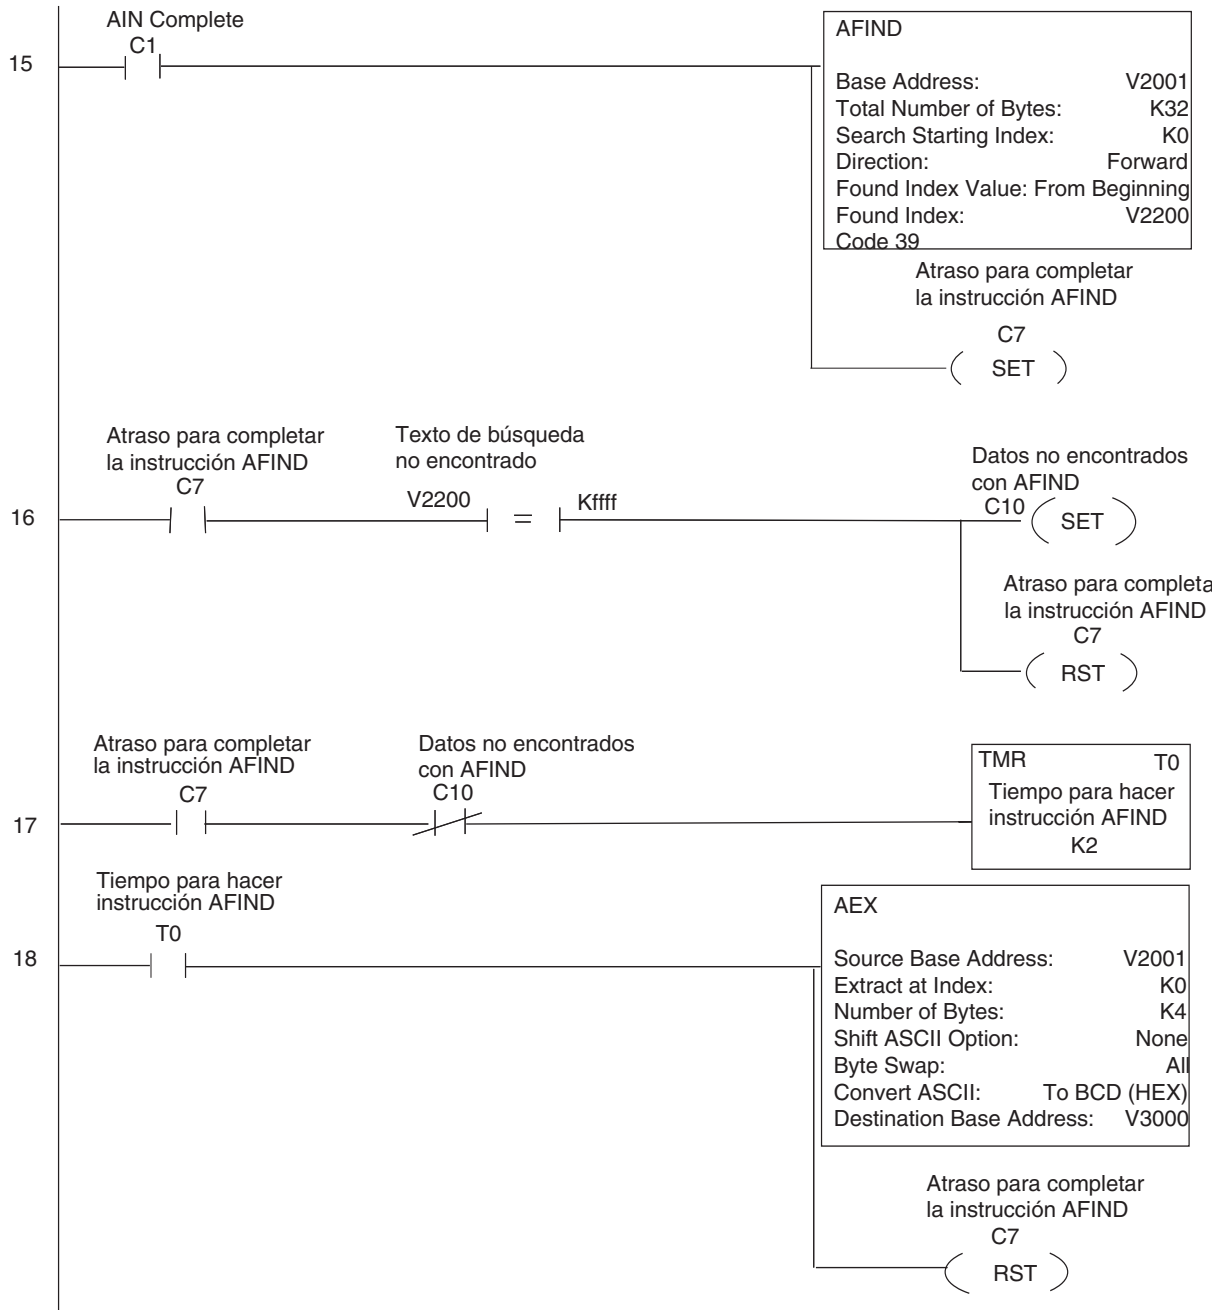 AIN Complete
C1
15
AFIND
Base Address: V2001
Total Number of Bytes: K32
Search Starting Index: K0
Direction: Forward
Found Index Value: From Beginning
Found Index: V2200
Code 39
Atraso para completar
la instrucción AFIND
C7
SET
Atraso para completar
la instrucción AFIND
C7
Texto de búsqueda
no encontrado
V2200
=
Kffff
Datos no encontrados
con AFIND
C10
SET
16
Atraso para completa
la instrucción AFIND
C7
RST
Atraso para completar
la instrucción AFIND
C7
Datos no encontrados
con AFIND
C10
17
TMR T0
Tiempo para hacer
instrucción AFIND
K2
Tiempo para hacer
instrucción AFIND
T0
18
AEX
Source Base Address: V2001
Extract at Index: K0
Number of Bytes: K4
Shift ASCII Option: None
Byte Swap: All
Convert ASCII: To BCD (HEX)
Destination Base Address: V3000
Atraso para completar
la instrucción AFIND
C7
RST